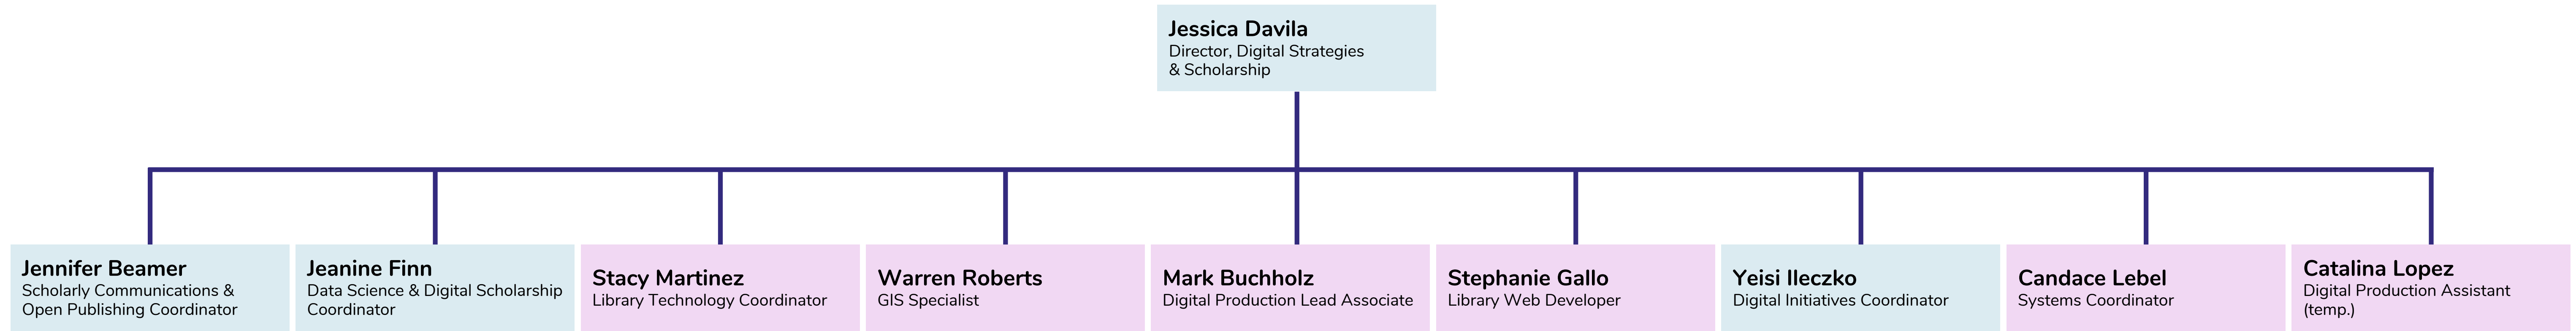 Jessica Davila
Director, Digital Strategies
& Scholarship
Jennifer Beamer
Scholarly Communications &
Open Publishing Coordinator
Jeanine Finn
Data Science & Digital Scholarship
Coordinator
Stacy Martinez
Library Technology Coordinator
Warren Roberts
GIS Specialist
Mark Buchholz
Digital Production Lead Associate
Stephanie Gallo
Library Web Developer
Yeisi Ileczko
Digital Initiatives Coordinator
Candace Lebel
Systems Coordinator
Catalina Lopez
Digital Production Assistant
(temp.)